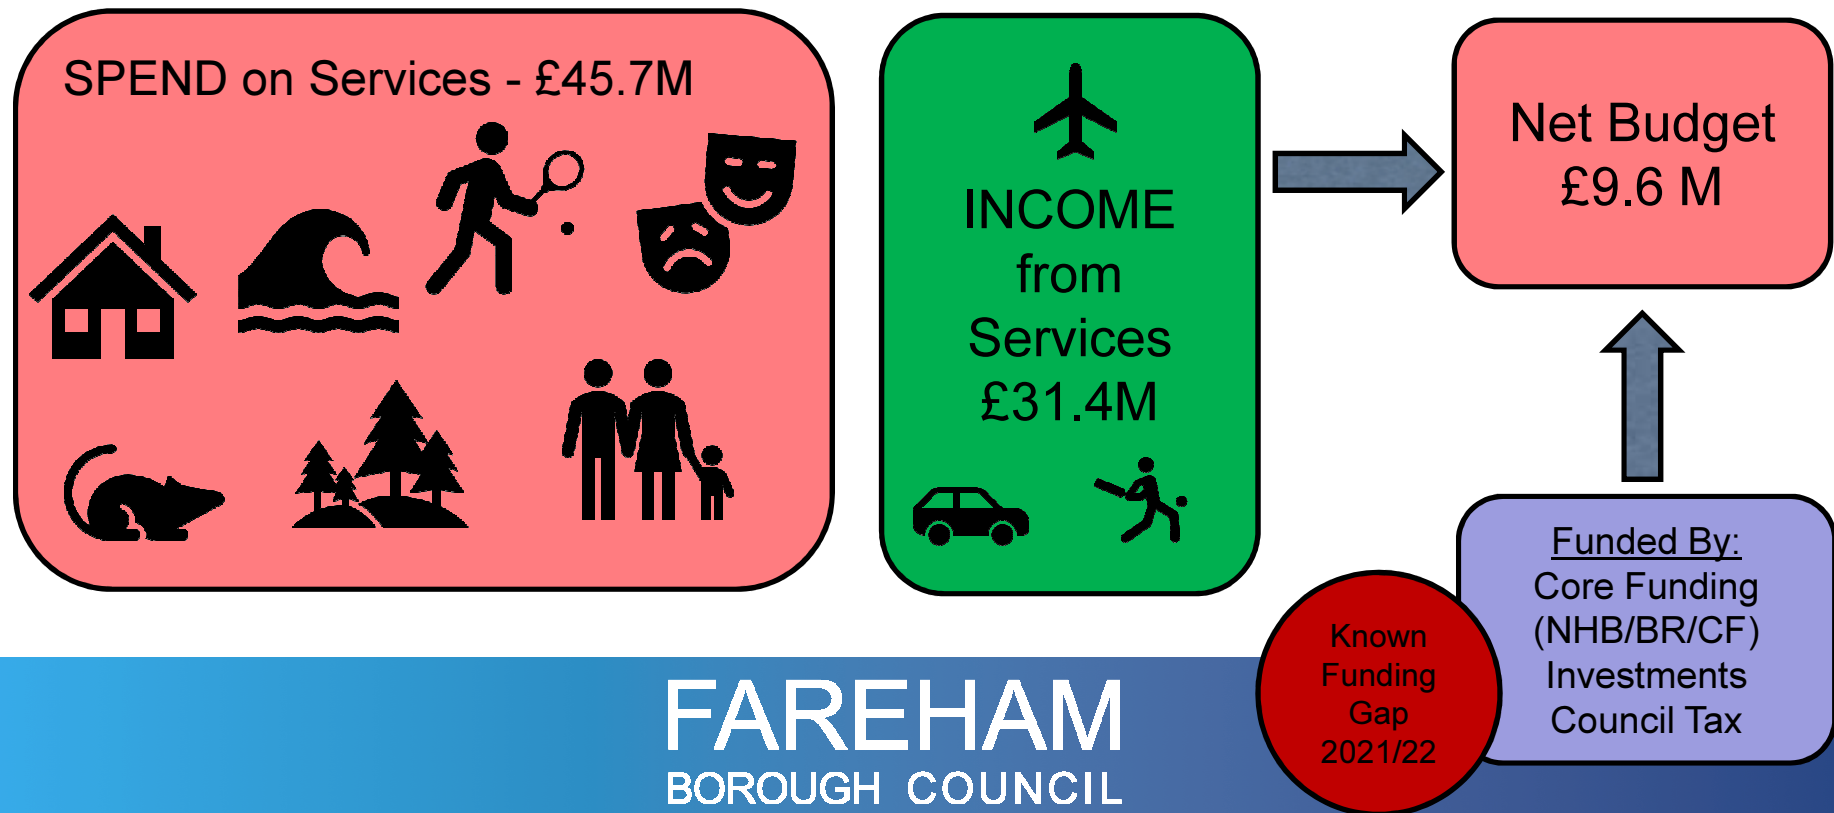 SPEND on Services - £45.7M
INCOME
from
Services
£31.4M
Net Budget
£9.6 M
Funded By:
Core Funding
(NHB/BR/CF)
Investments
Council Tax
Known
Funding
Gap
2021/22
FAREHAM
BOROUGH COUNCIL